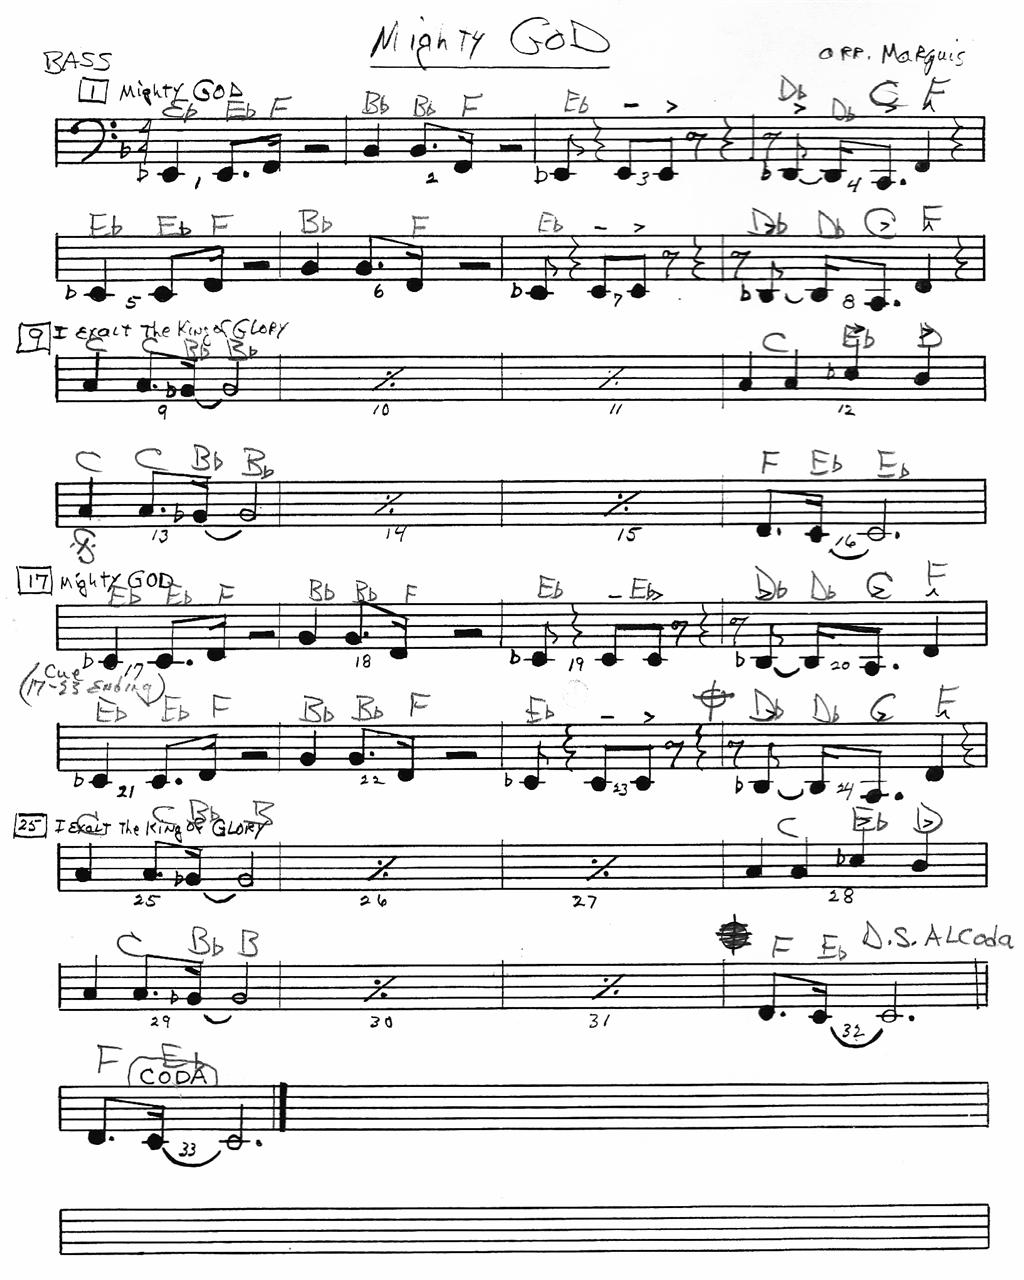 Mighty GOD
BASS
arr. Marquis
1 Mighty GOD
Eb Eb F Bb Bb F Eb Db Db C F
1 2 3 4
Eb Eb F Bb F Eb Db Db C F
5 6 7 8
9 I Exalt The King of GLORY
C C Bb Bb C Eb D
9 10 11 12
C C Bb Bb F Eb Eb
13 14 15 16
17 Mighty GOD
Eb Eb F Bb Bb F Eb Eb Db Db C F
17 18 19 20
(Cue
17-23 Ending)
Eb Eb F Bb Bb F Eb Db Db C F
21 22 23 24
25 I Exalt The King of GLORY
C C Bb B C Eb D
25 26 27 28
C Bb B F Eb D.S. AL Coda
29 30 31 32
F Eb
CODA
33